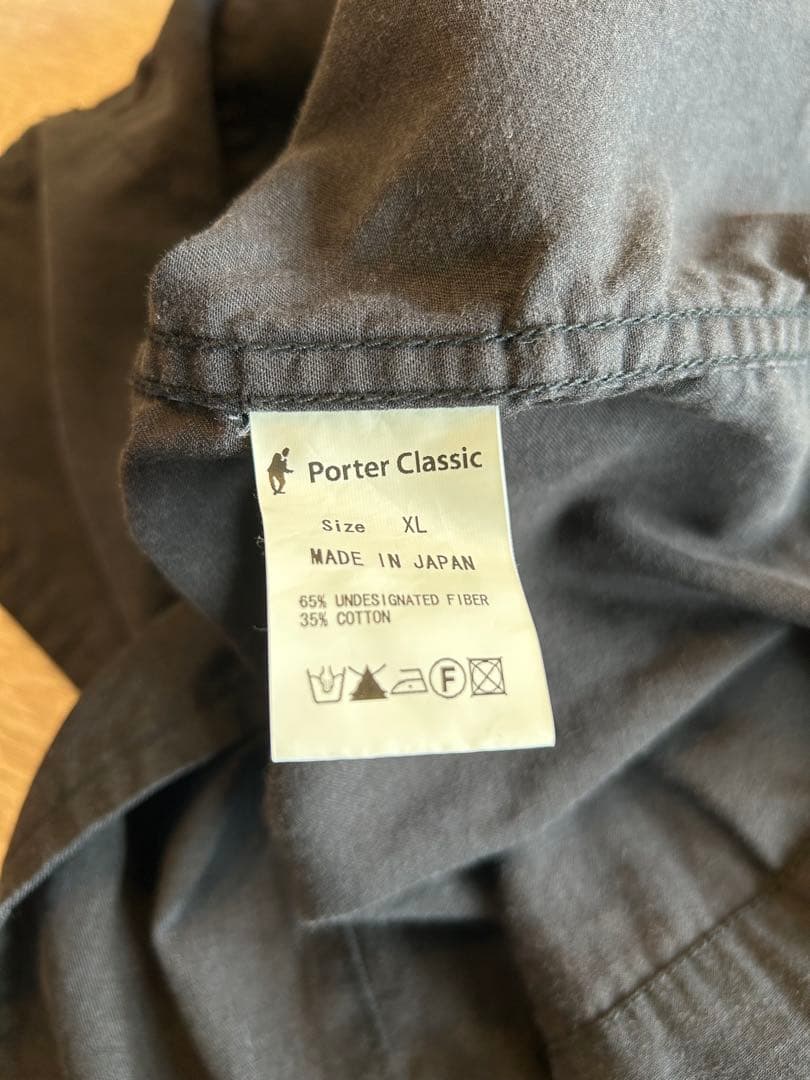 Porter Classic
Size XL
MADE IN JAPAN
65% UNDESIGNATED FIBER
35% COTTON
F